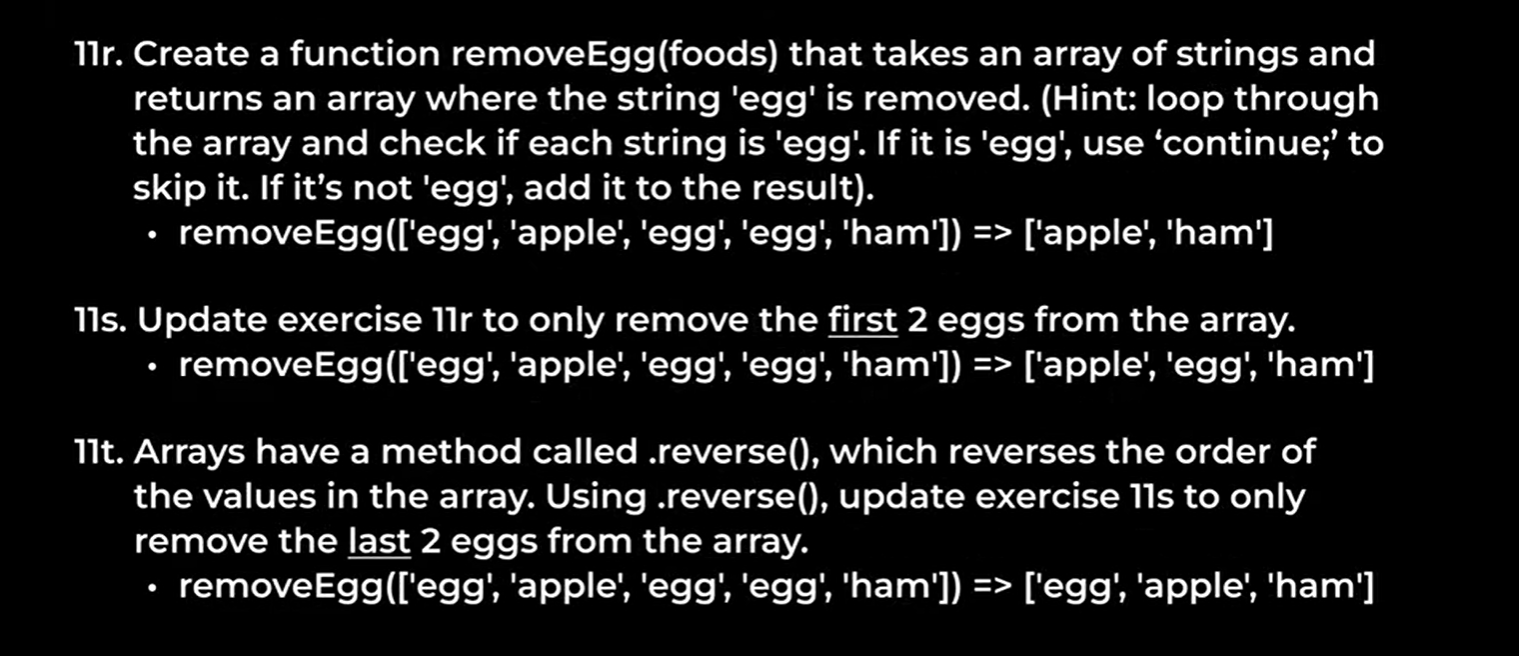 11r. Create a function removeEgg(foods) that takes an array of strings and
returns an array where the string 'egg' is removed. (Hint: loop through
the array and check if each string is 'egg'. If it is 'egg', use ‘continue;’ to
skip it. If it’s not 'egg', add it to the result).
• removeEgg(['egg', 'apple', 'egg', 'egg', 'ham']) => ['apple', 'ham']
11s. Update exercise 11r to only remove the first 2 eggs from the array.
• removeEgg(['egg', 'apple', 'egg', 'egg', 'ham']) => ['apple', 'egg', 'ham']
11t. Arrays have a method called .reverse(), which reverses the order of
the values in the array. Using .reverse(), update exercise 11s to only
remove the last 2 eggs from the array.
• removeEgg(['egg', 'apple', 'egg', 'egg', 'ham']) => ['egg', 'apple', 'ham']